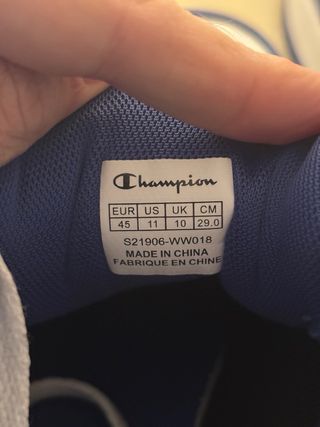 Champion
EUR US UK CM
45 11 10 29.0
S21906-WW018
MADE IN CHINA
FABRIQUE EN CHINE